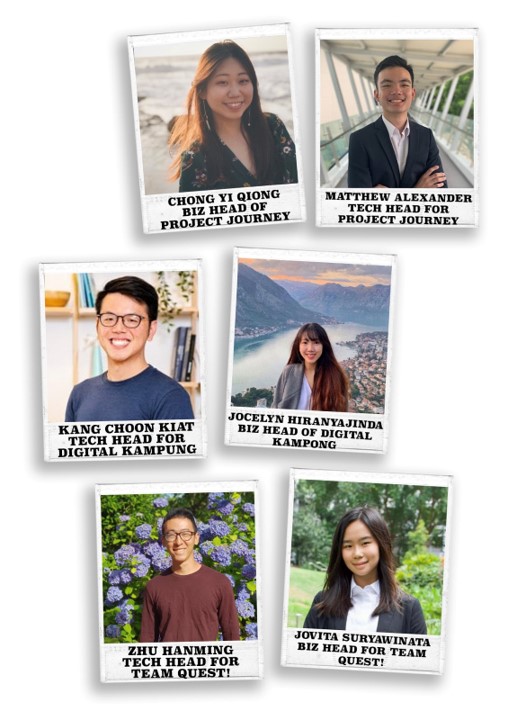 CHONG YI QIONG
BIZ HEAD OF
PROJECT JOURNEY
MATTHEW ALEXANDER
TECH HEAD FOR
PROJECT JOURNEY
KANG CHOON KIAT
TECH HEAD FOR
DIGITAL KAMPUNG
JOCELYN HIRANYAJINDA
BIZ HEAD OF DIGITAL
KAMPONG
ZHU HANMING
TECH HEAD FOR
TEAM QUEST!
JOVITA SURYAWINATA
BIZ HEAD FOR TEAM
QUEST!